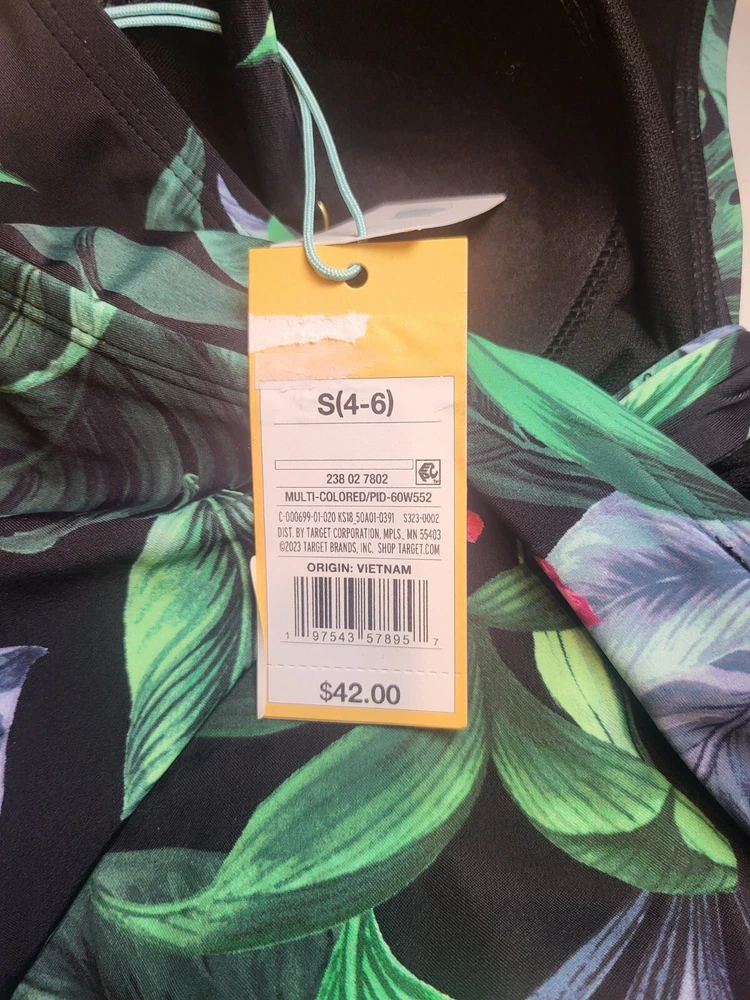 S(4-6)
238 02 7802
MULTI-COLORED/PID-60W552
C-000699-01-020 KS18_50A01-0391 S323-0002
DIST. BY TARGET CORPORATION, MPLS., MN 55403
©2023 TARGET BRANDS, INC. SHOP TARGET.COM
ORIGIN: VIETNAM
1 97543 57895 7
$42.00